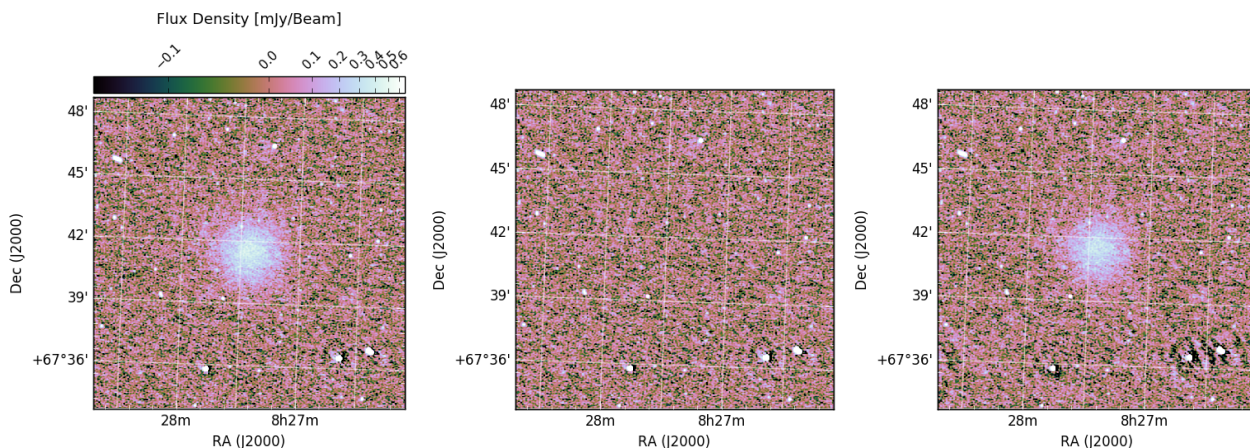 Flux Density [mJy/Beam]
−0.1 0.0 0.1 0.2 0.3 0.4 0.5 0.6
48'
45'
42'
39'
+67°36'
Dec (J2000)
28m 8h27m
RA (J2000)
48'
45'
42'
39'
+67°36'
Dec (J2000)
28m 8h27m
RA (J2000)
48'
45'
42'
39'
+67°36'
Dec (J2000)
28m 8h27m
RA (J2000)